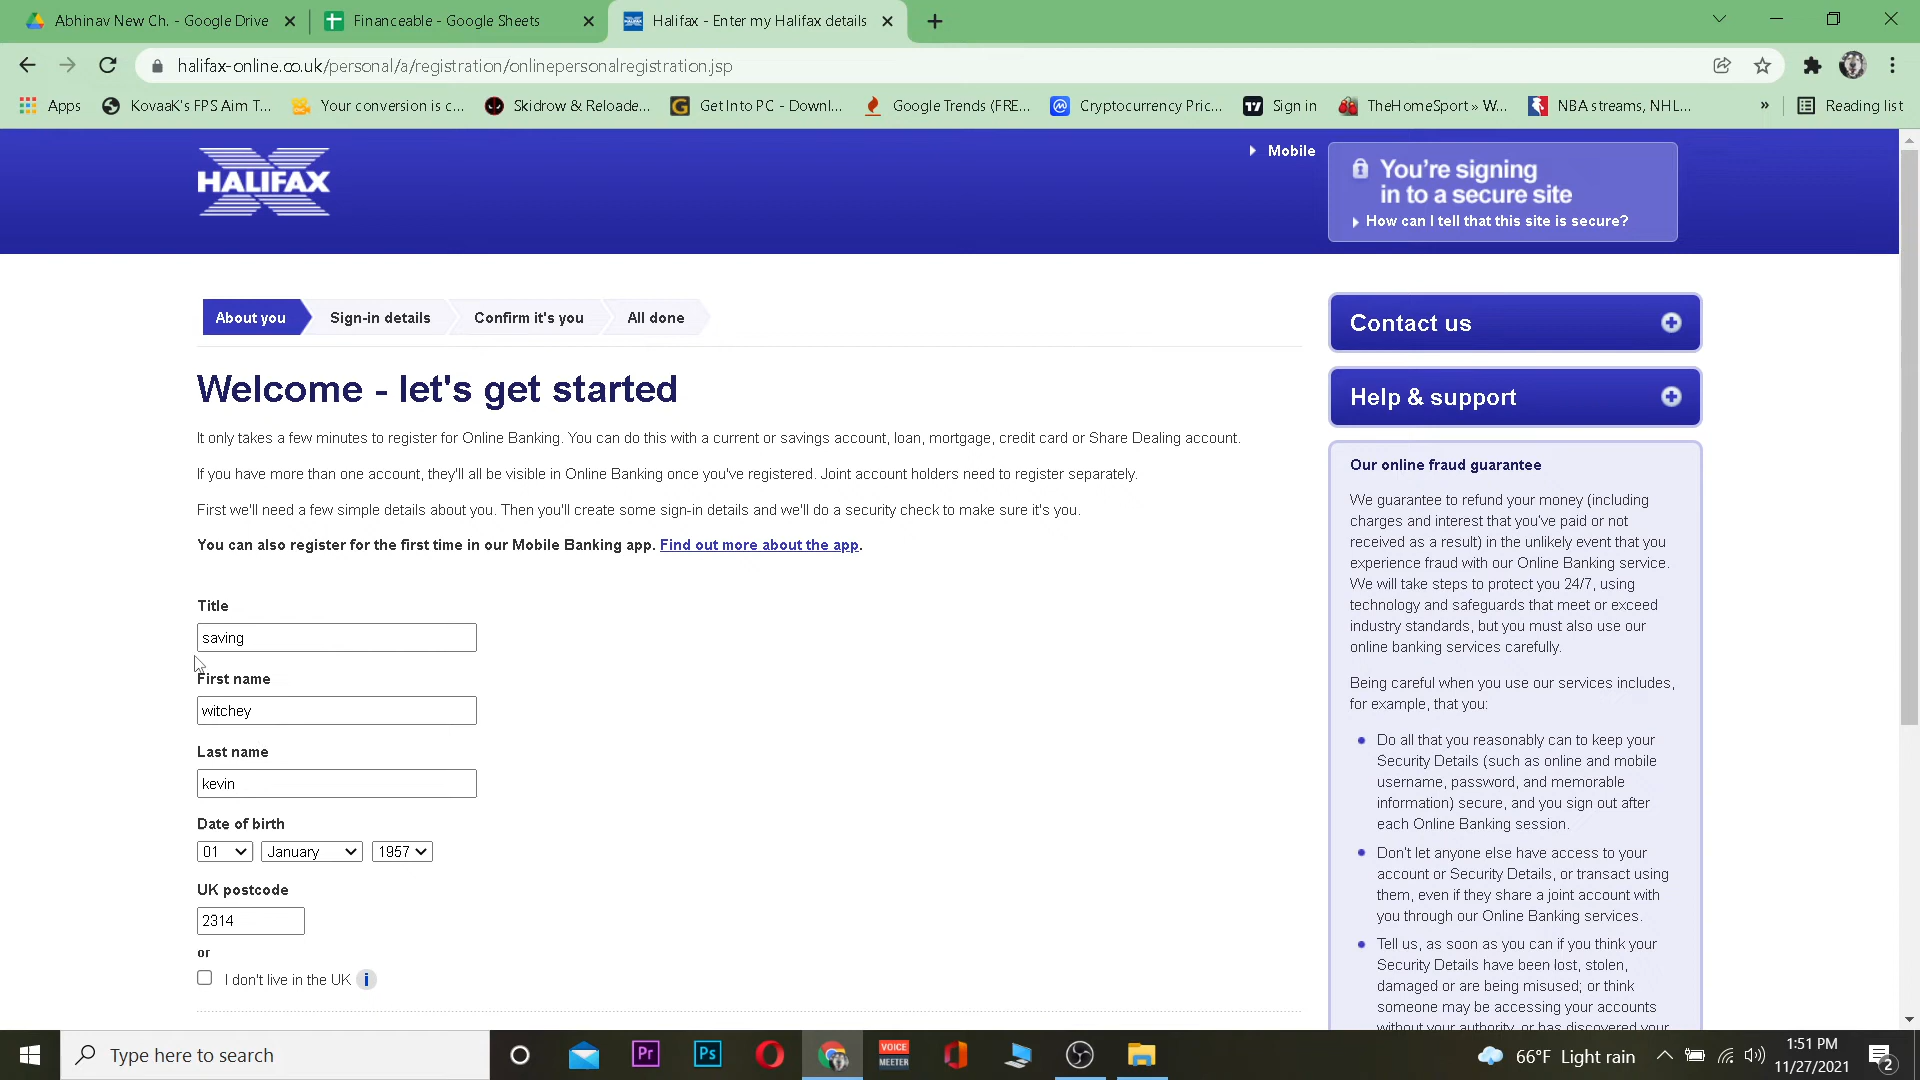 Abhinav New Ch. - Google Drive
Financeable - Google Sheets
Halifax - Enter my Halifax details
halifax-online.co.uk/personal/a/registration/onlinepersonalregistration.jsp
Apps
KovaaK's FPS Aim T...
Your conversion is c...
Skidrow & Reloade...
Get Into PC - Downl...
Google Trends (FRE...
Cryptocurrency Pric...
Sign in
TheHomeSport » W...
NBA streams, NHL...
»
Reading list
HALIFAX
Mobile
You're signing
in to a secure site
How can I tell that this site is secure?
About you
Sign-in details
Confirm it's you
All done
Welcome - let's get started
It only takes a few minutes to register for Online Banking. You can do this with a current or savings account, loan, mortgage, credit card or Share Dealing account.
If you have more than one account, they'll all be visible in Online Banking once you've registered. Joint account holders need to register separately.
First we'll need a few simple details about you. Then you'll create some sign-in details and we'll do a security check to make sure it's you.
You can also register for the first time in our Mobile Banking app. Find out more about the app.
Title
saving
First name
witchey
Last name
kevin
Date of birth
01 January 1957
UK postcode
2314
or
I don't live in the UK i
Contact us
Help & support
Our online fraud guarantee
We guarantee to refund your money (including
charges and interest that you've paid or not
received as a result) in the unlikely event that you
experience fraud with our Online Banking service.
We will take steps to protect you 24/7, using
technology and safeguards that meet or exceed
industry standards, but you must also use our
online banking services carefully.
Being careful when you use our services includes,
for example, that you:
Do all that you reasonably can to keep your
Security Details (such as online and mobile
username, password, and memorable
information) secure, and you sign out after
each Online Banking session.
Don't let anyone else have access to your
account or Security Details, or transact using
them, even if they share a joint account with
you through our Online Banking services.
Tell us, as soon as you can if you think your
Security Details have been lost, stolen,
damaged or are being misused; or think
someone may be accessing your accounts
without your authority, or has discovered your
Type here to search
Pr
Ps
VOICE
MEETER
66°F Light rain
1:51 PM
11/27/2021
2